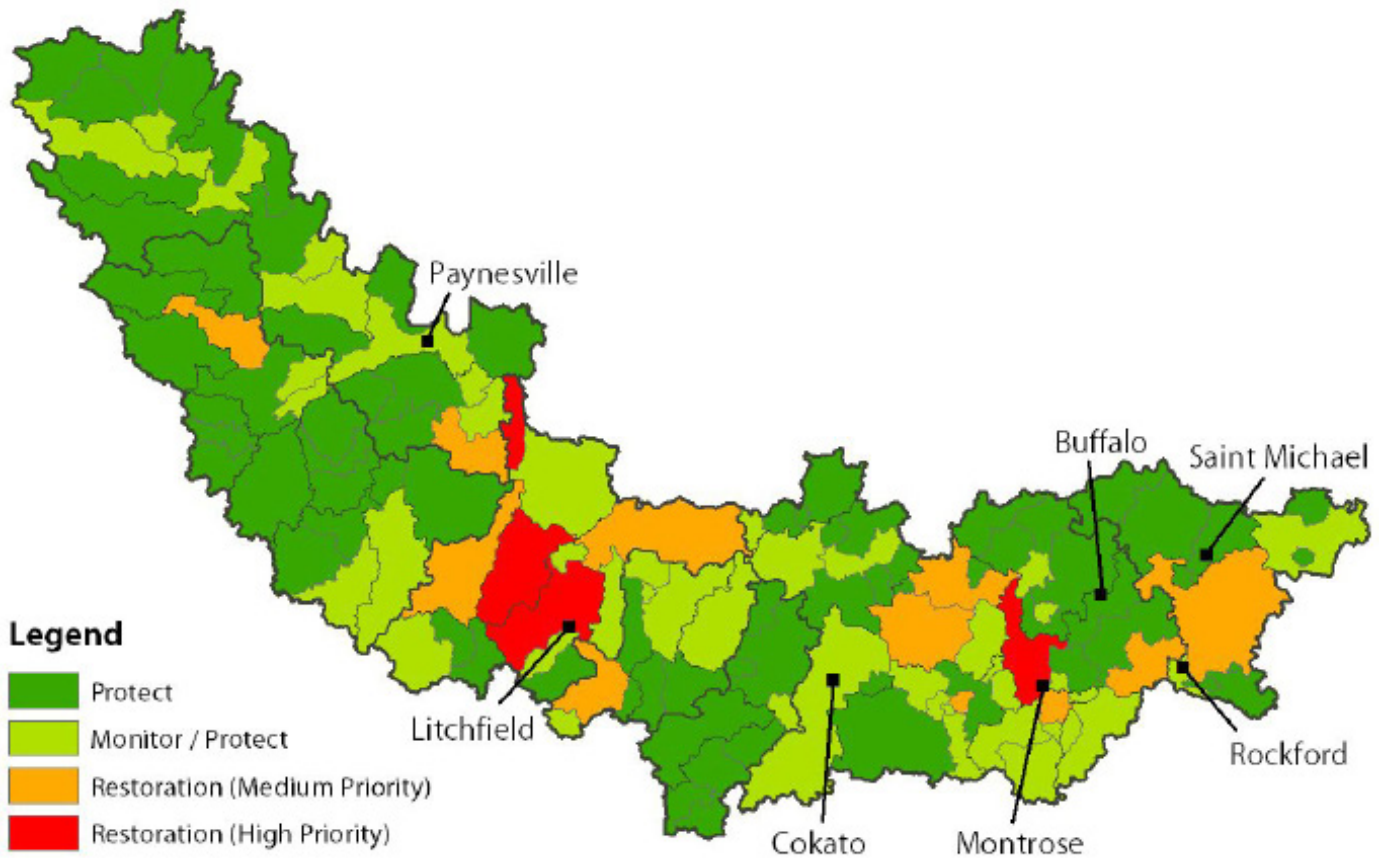 Paynesville
Buffalo
Saint Michael
Legend
Protect
Monitor / Protect
Restoration (Medium Priority)
Restoration (High Priority)
Litchfield
Cokato
Montrose
Rockford